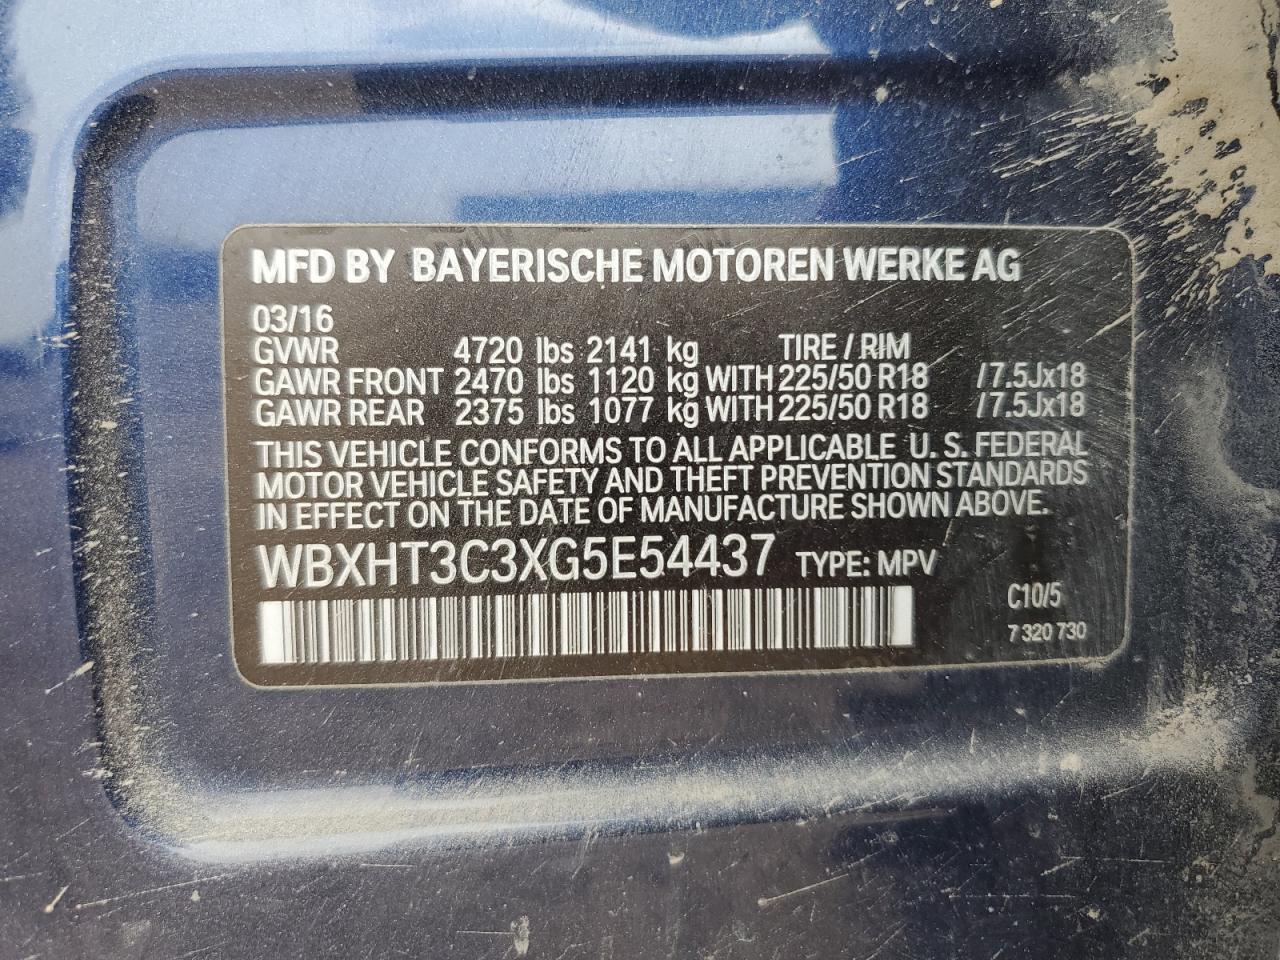 MFD BY BAYERISCHE MOTOREN WERKE AG
03/16
GVWR 4720 lbs 2141 kg TIRE / RIM
GAWR FRONT 2470 lbs 1120 kg WITH 225/50 R18 /7.5Jx18
GAWR REAR 2375 lbs 1077 kg WITH 225/50 R18 /7.5Jx18
THIS VEHICLE CONFORMS TO ALL APPLICABLE U. S. FEDERAL
MOTOR VEHICLE SAFETY AND THEFT PREVENTION STANDARDS
IN EFFECT ON THE DATE OF MANUFACTURE SHOWN ABOVE.
WBXHT3C3XG5E54437 TYPE: MPV
C10/5
7 320 730